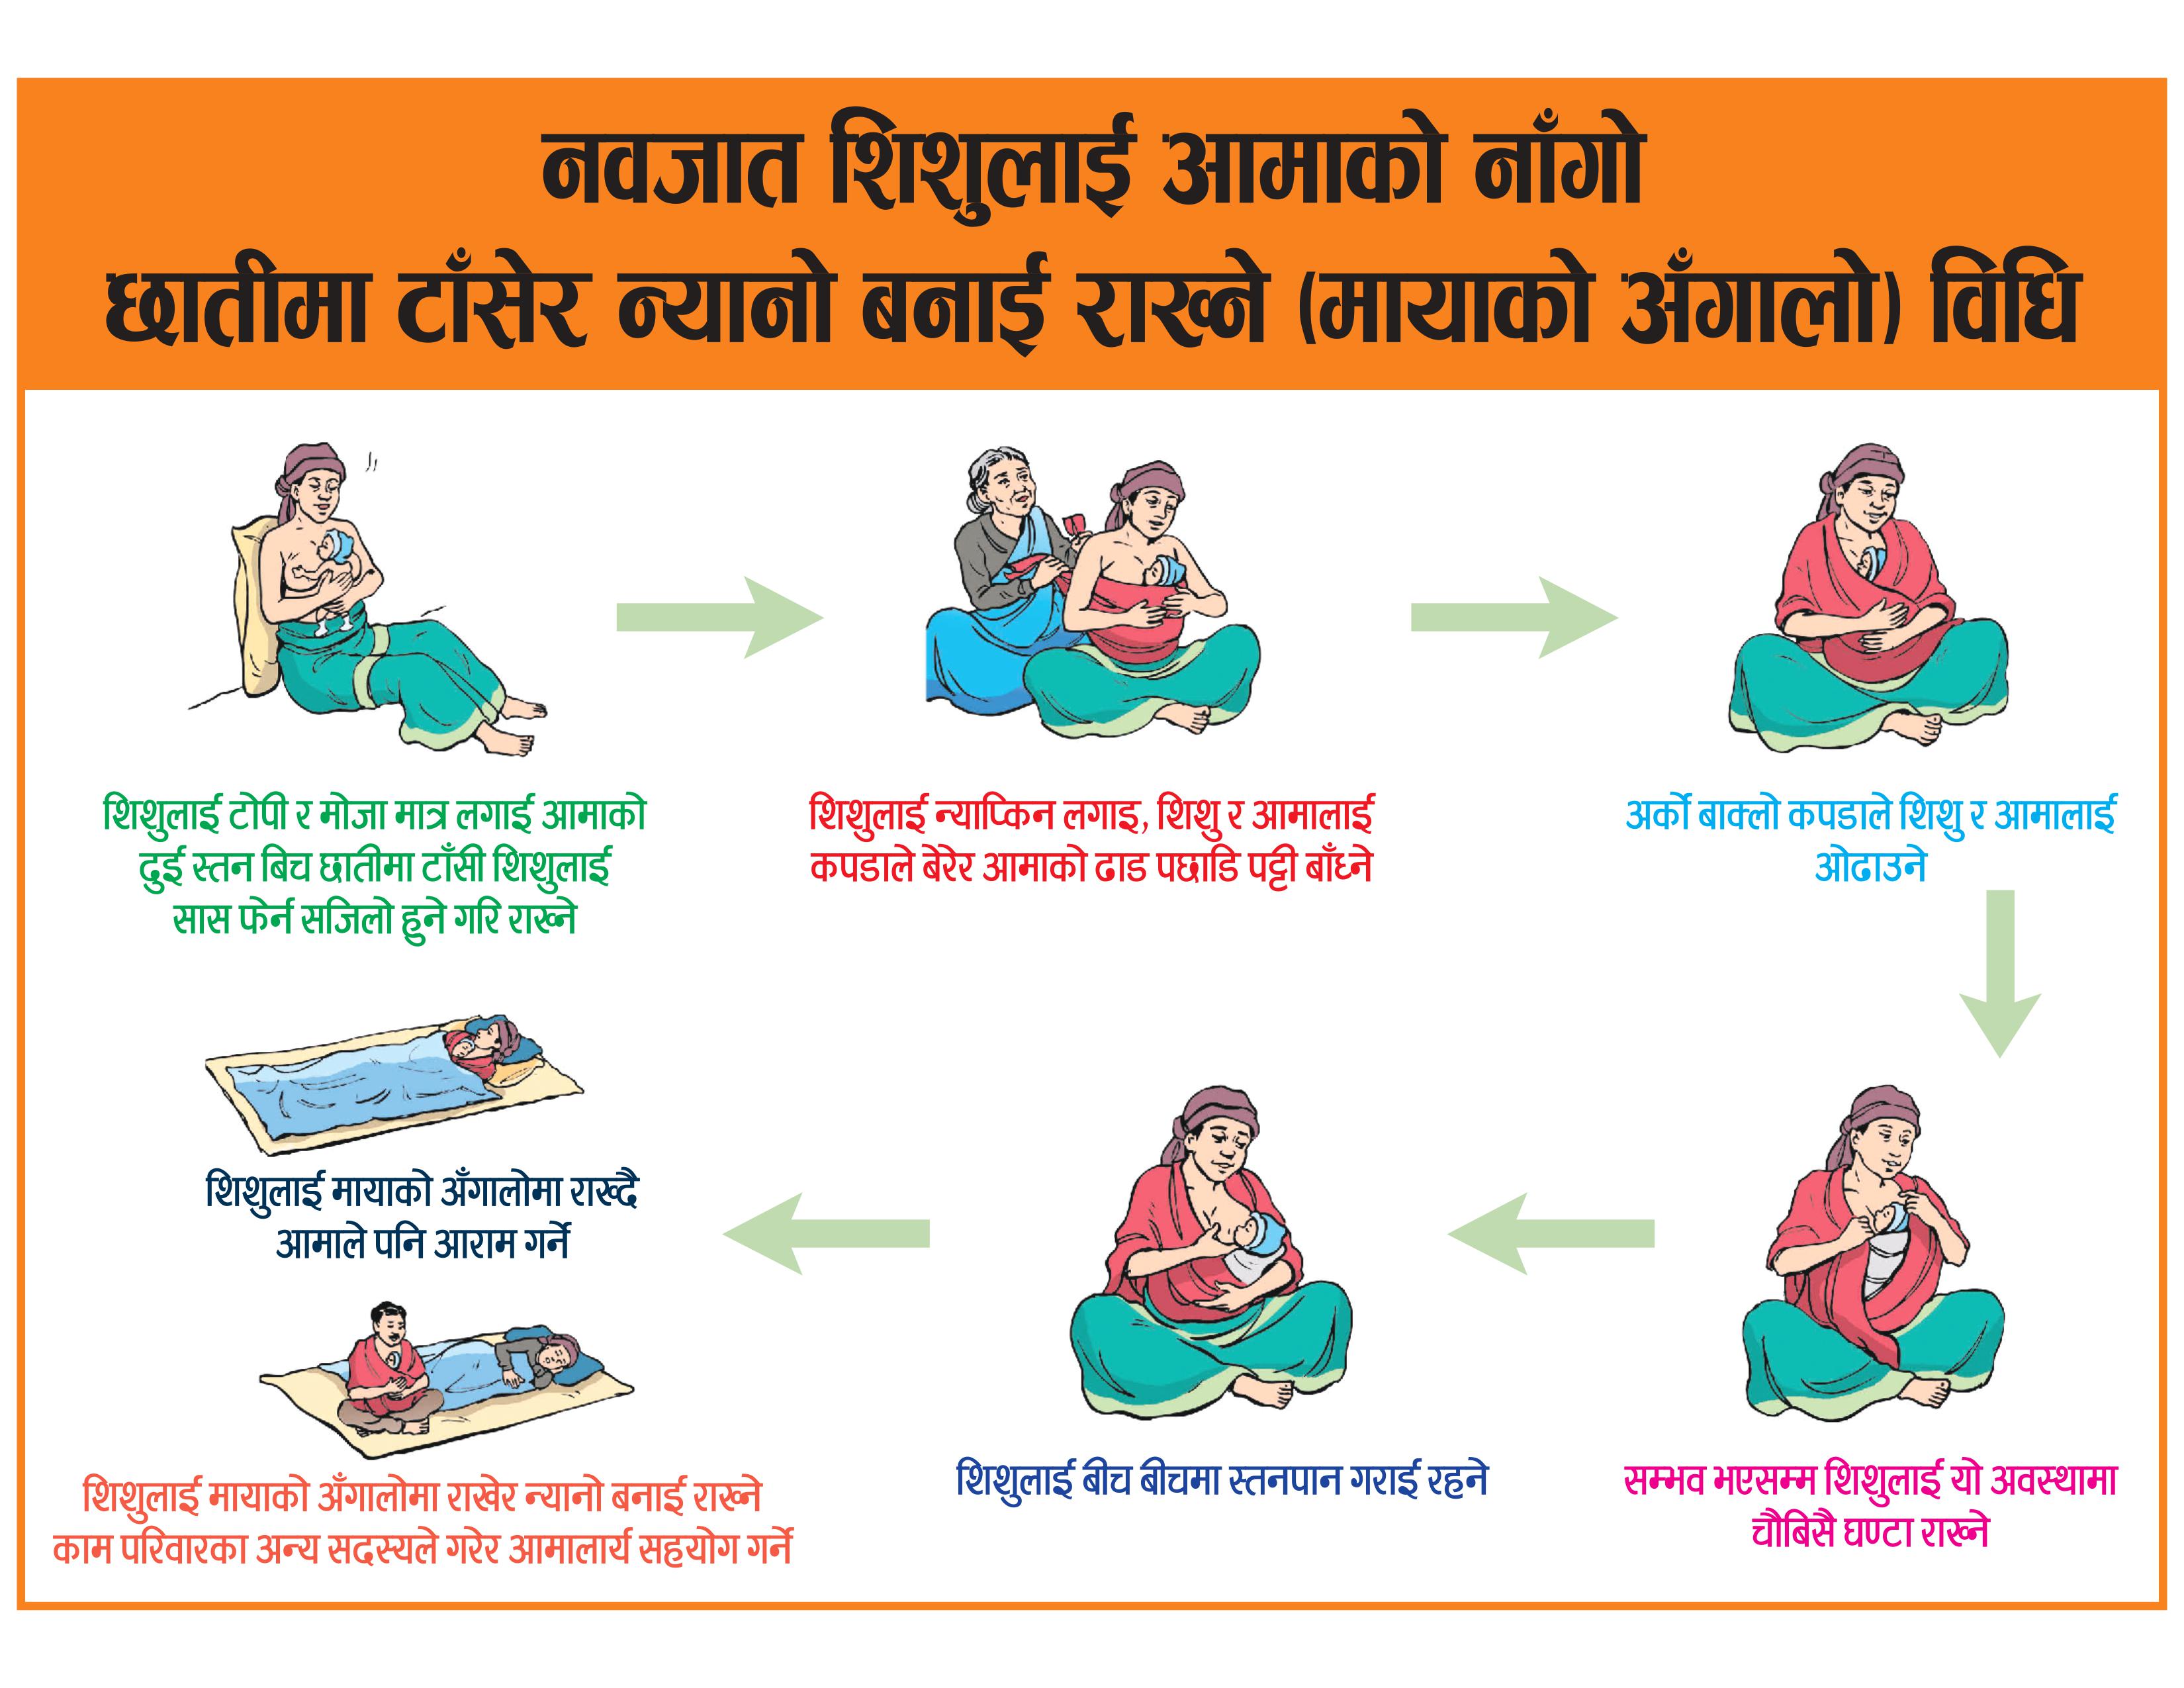 नवजात शिशुलाई आमाको नाँगो
छातीमा टाँसेर न्यानो बनाई राख्ने (मायाको अँगालो) विधि
शिशुलाई टोपी र मोजा मात्र लगाई आमाको
दुई स्तन बिच छातीमा टाँसी शिशुलाई
सास फेर्न सजिलो हुने गरि राख्ने
शिशुलाई न्याप्किन लगाइ, शिशु र आमालाई
कपडाले बेरेर आमाको ढाड पछाडि पट्टी बाँध्ने
अर्को बाक्लो कपडाले शिशु र आमालाई
ओढाउने
सम्भव भएसम्म शिशुलाई यो अवस्थामा
चौबिसै घण्टा राख्ने
शिशुलाई बीच बीचमा स्तनपान गराई रहने
शिशुलाई मायाको अँगालोमा राख्दै
आमाले पनि आराम गर्ने
शिशुलाई मायाको अँगालोमा राखेर न्यानो बनाई राख्ने
काम परिवारका अन्य सदस्यले गरेर आमालार्य सहयोग गर्ने